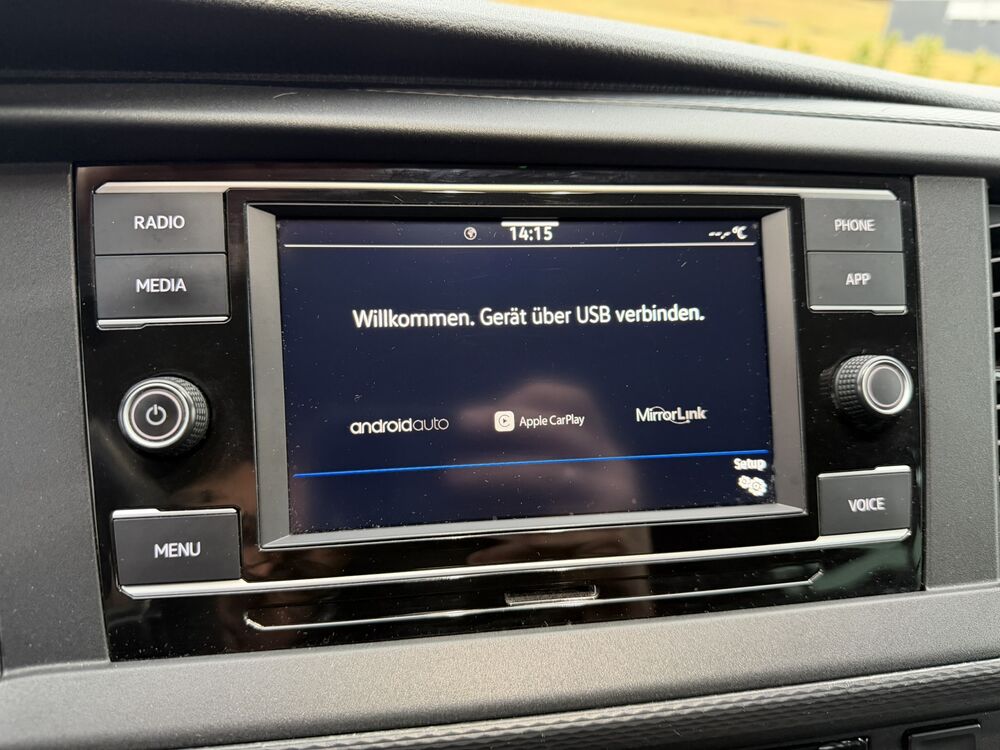 RADIO
MEDIA
PHONE
APP
14:15
--,-°C
Willkommen. Gerät über USB verbinden.
androidauto
Apple CarPlay
MirrorLink
Setup
MENU
VOICE